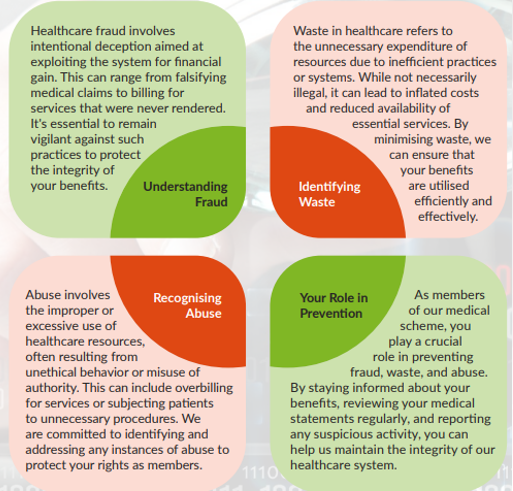 Healthcare fraud involves
intentional deception aimed at
exploiting the system for financial
gain. This can range from falsifying
medical claims to billing for
services that were never rendered.
It's essential to remain
vigilant against such
practices to protect
the integrity of
your benefits.
Understanding
Fraud
Waste in healthcare refers to
the unnecessary expenditure of
resources due to inefficient practices
or systems. While not necessarily
illegal, it can lead to inflated costs
and reduced availability of
essential services. By
minimising waste, we
can ensure that
your benefits
are utilised
efficiently and
effectively.
Identifying
Waste
Abuse involves
the improper or
excessive use of
healthcare resources,
often resulting from
unethical behavior or misuse of
authority. This can include overbilling
for services or subjecting patients
to unnecessary procedures. We
are committed to identifying and
addressing any instances of abuse to
protect your rights as members.
Recognising
Abuse
Your Role in
Prevention
As members
of our medical
scheme, you
play a crucial
role in preventing
fraud, waste, and abuse.
By staying informed about your
benefits, reviewing your medical
statements regularly, and reporting
any suspicious activity, you can
help us maintain the integrity of our
healthcare system.